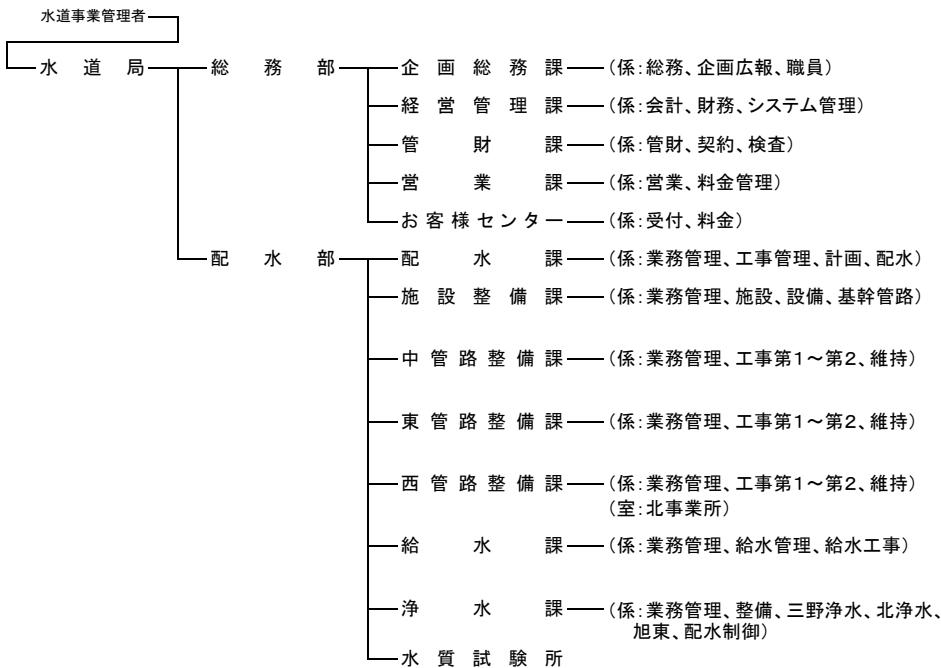 水道事業管理者
水道局 総務部 企画総務課 (係:総務、企画広報、職員)
経営管理課 (係:会計、財務、システム管理)
管財課 (係:管財、契約、検査)
営業課 (係:営業、料金管理)
お客様センター (係:受付、料金)
配水部 配水課 (係:業務管理、工事管理、計画、配水)
施設整備課 (係:業務管理、施設、設備、基幹管路)
中管路整備課 (係:業務管理、工事第1～第2、維持)
東管路整備課 (係:業務管理、工事第1～第2、維持)
西管路整備課 (係:業務管理、工事第1～第2、維持)
(室:北事業所)
給水課 (係:業務管理、給水管理、給水工事)
浄水課 (係:業務管理、整備、三野浄水、北浄水、
旭東、配水制御)
水質試験所